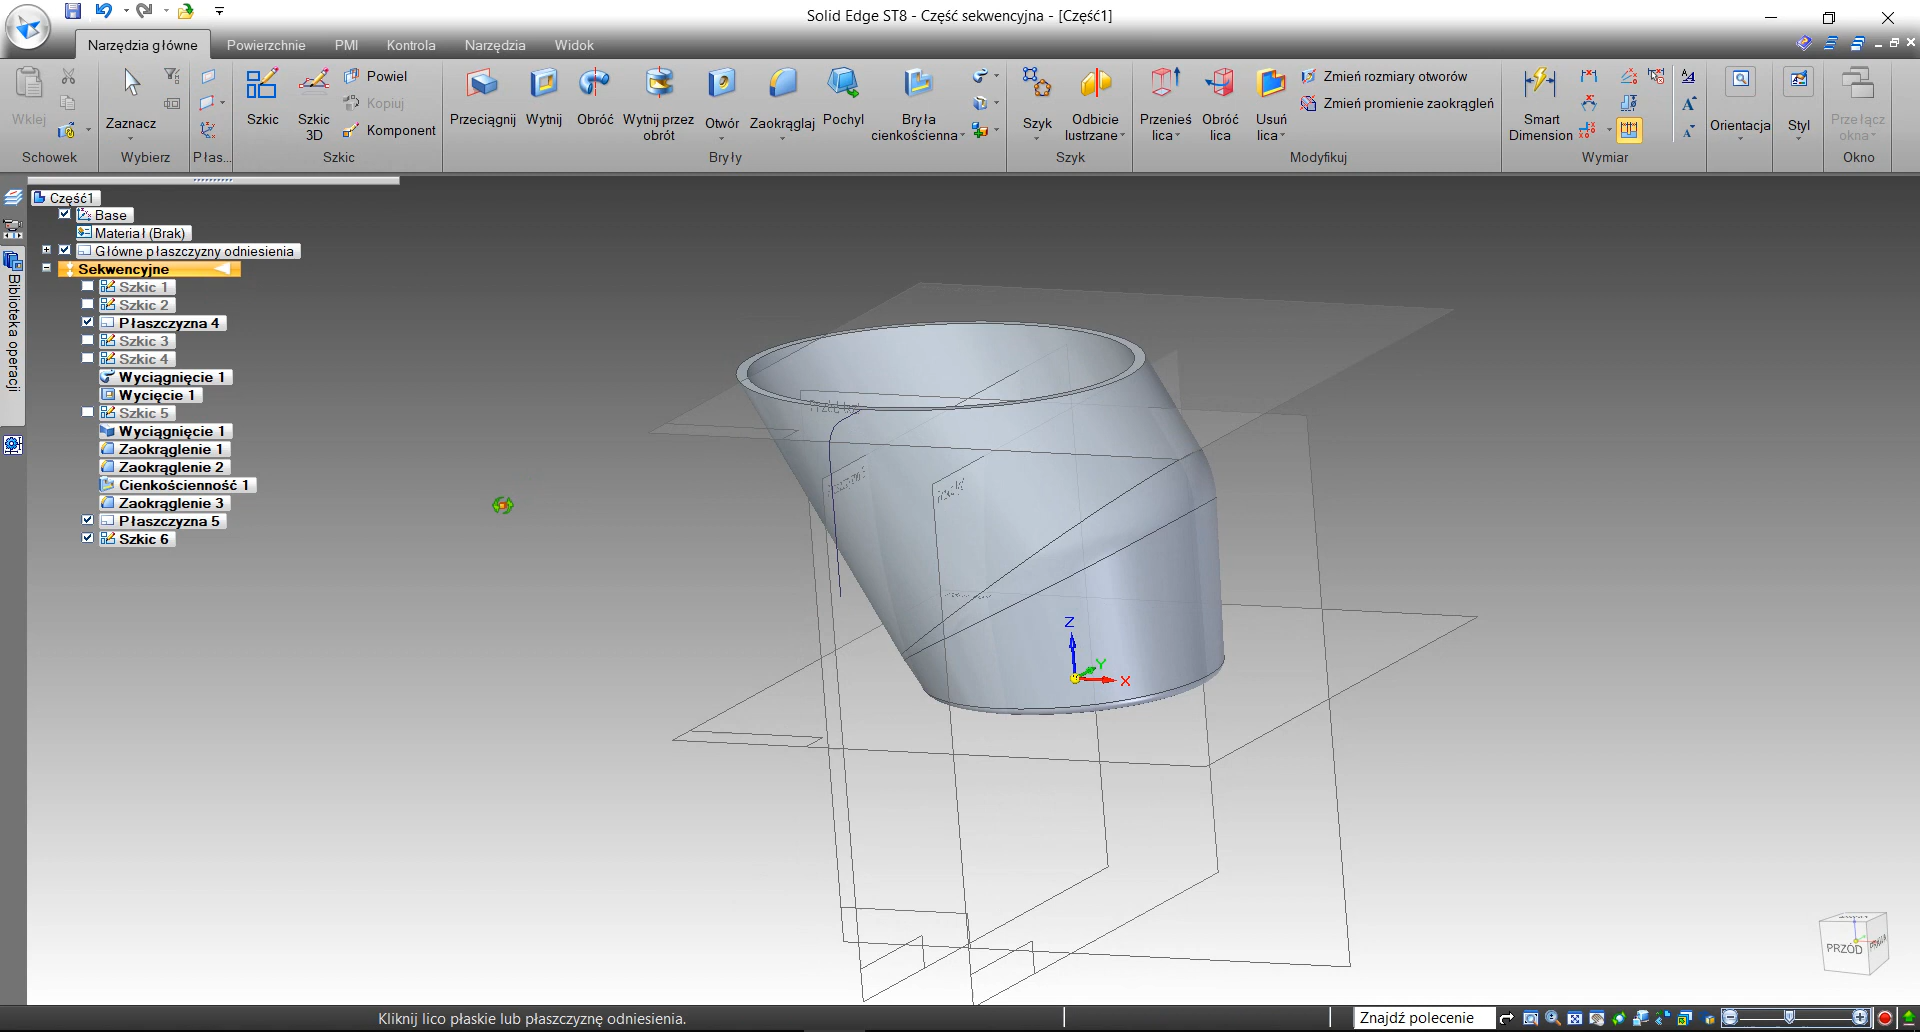 Solid Edge ST8 - Część sekwencyjna - [Część1]
Narzędzia główne
Powierzchnie
PMI
Kontrola
Narzędzia
Widok
Wklej
Schowek
Zaznacz
Wybierz
Płas...
Szkic
Szkic 3D
Powiel
Kopiuj
Komponent
Szkic
Przeciągnij
Wytnij
Obróć
Wytnij przez obrót
Otwór
Zaokrąglaj
Pochyl
Bryła cienkościenna
Bryły
Szyk
Odbicie lustrzane
Szyk
Przenieś lica
Obróć lica
Usuń lica
Zmień rozmiary otworów
Zmień promienie zaokrągleń
Modyfikuj
Smart Dimension
Wymiar
Orientacja
Styl
Przełącz okna
Okno
Część1
Base
Materiał (Brak)
Główne płaszczyzny odniesienia
Sekwencyjne
Szkic 1
Szkic 2
Płaszczyzna 4
Szkic 3
Szkic 4
Wyciągnięcie 1
Wycięcie 1
Szkic 5
Wyciągnięcie 1
Zaokrąglenie 1
Zaokrąglenie 2
Cienkościenność 1
Zaokrąglenie 3
Płaszczyzna 5
Szkic 6
Biblioteka operacji
Z
Y
X
PRZÓD
Kliknij lico płaskie lub płaszczyznę odniesienia.
Znajdź polecenie